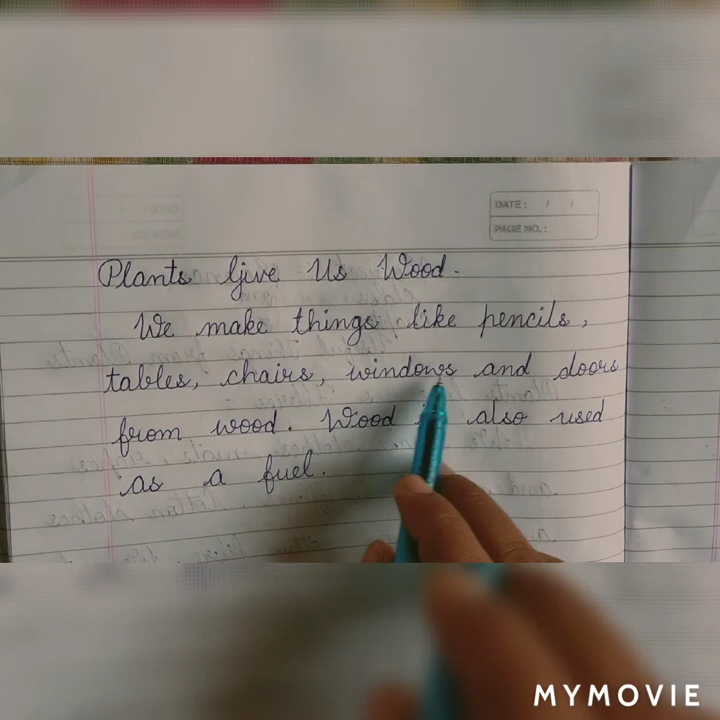 DATE: / /
PAGE NO.:
Plants Give Us Wood.
We make things like pencils,
tables, chairs, windows and doors
from wood. Wood also used
as a fuel.
MYMOVIE